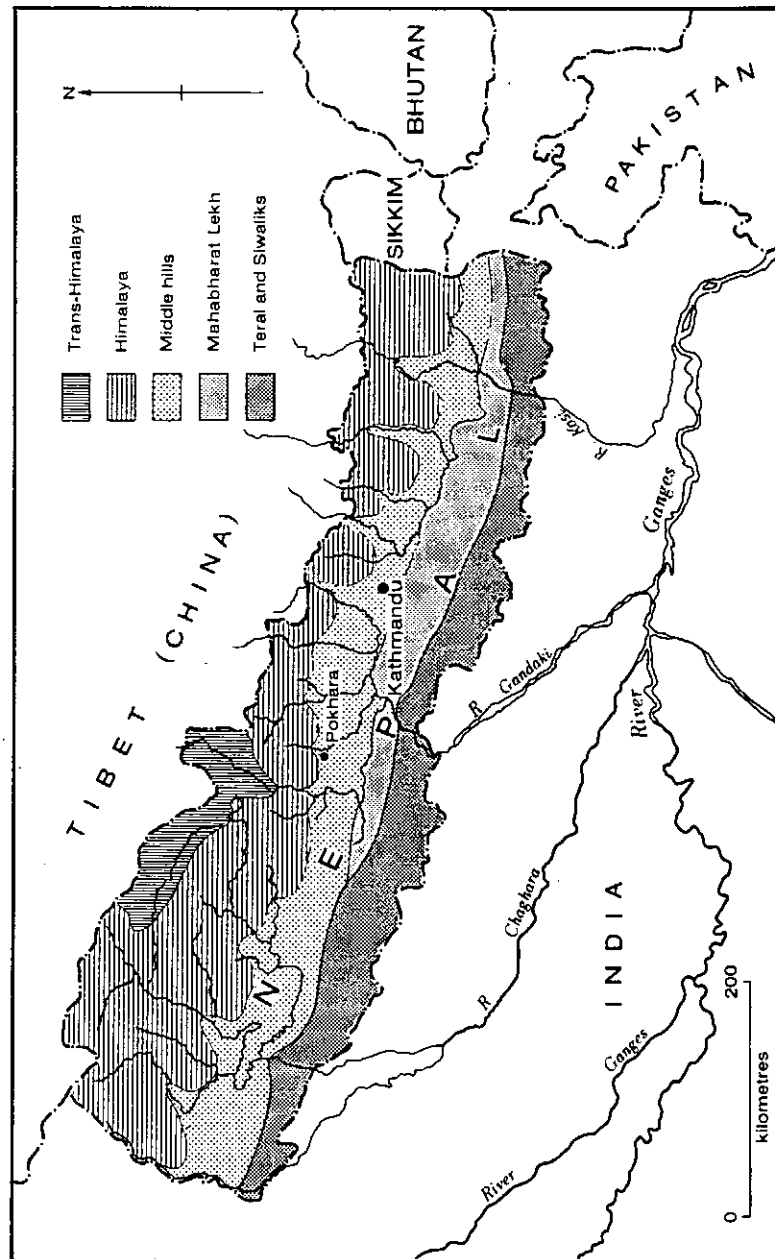 N
Trans-Himalaya
Himalaya
Middle hills
Mahabharat Lekh
Teral and Siwaliks
TIBET (CHINA)
BHUTAN
SIKKIM
PAKISTAN
NEPAL
Pokhara
Kathmandu
R Kosi
R Gandaki
Ganges
River
R Chaghara
INDIA
River Ganges
0 200
kilometres